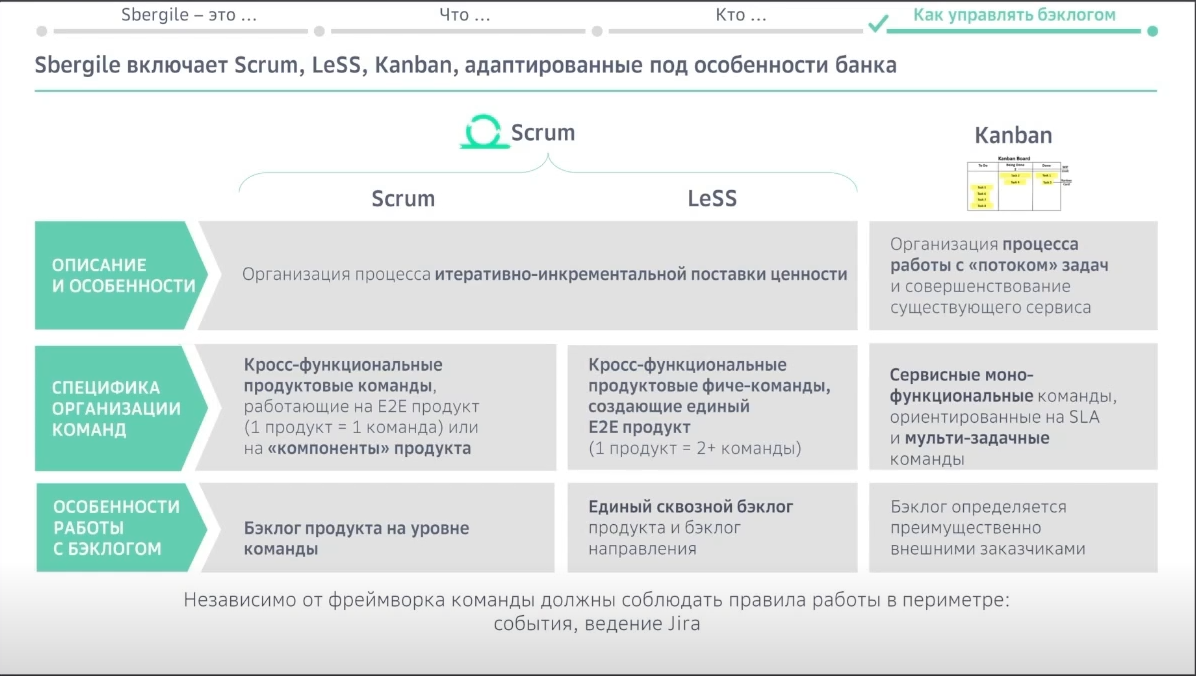 Sbergile – это ...
Что ...
Кто ...
Как управлять бэклогом
Sbergile включает Scrum, LeSS, Kanban, адаптированные под особенности банка
Scrum
Kanban
Kanban Board
To Do
Being Done
Done
Scrum
LeSS
ОПИСАНИЕ
И ОСОБЕННОСТИ
Организация процесса итеративно-инкрементальной поставки ценности
Организация процесса
работы с «потоком» задач
и совершенствование
существующего сервиса
СПЕЦИФИКА
ОРГАНИЗАЦИИ
КОМАНД
Кросс-функциональные
продуктовые команды,
работающие на E2E продукт
(1 продукт = 1 команда) или
на «компоненты» продукта
Кросс-функциональные
продуктовые фиче-команды,
создающие единый
E2E продукт
(1 продукт = 2+ команды)
Сервисные моно-
функциональные команды,
ориентированные на SLA
и мульти-задачные
команды
ОСОБЕННОСТИ
РАБОТЫ
С БЭКЛОГОМ
Бэклог продукта на уровне
команды
Единый сквозной бэклог
продукта и бэклог
направления
Бэклог определяется
преимущественно
внешними заказчиками
Независимо от фреймворка команды должны соблюдать правила работы в периметре:
события, ведение Jira